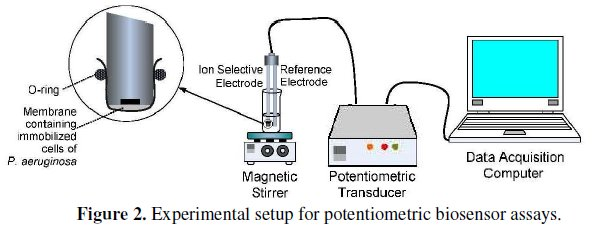 O-ring
Membrane
containing
immobilized
cells of
P. aeruginosa
Ion Selective
Electrode
Reference
Electrode
Magnetic
Stirrer
Potentiometric
Transducer
Data Acquisition
Computer
Figure 2. Experimental setup for potentiometric biosensor assays.